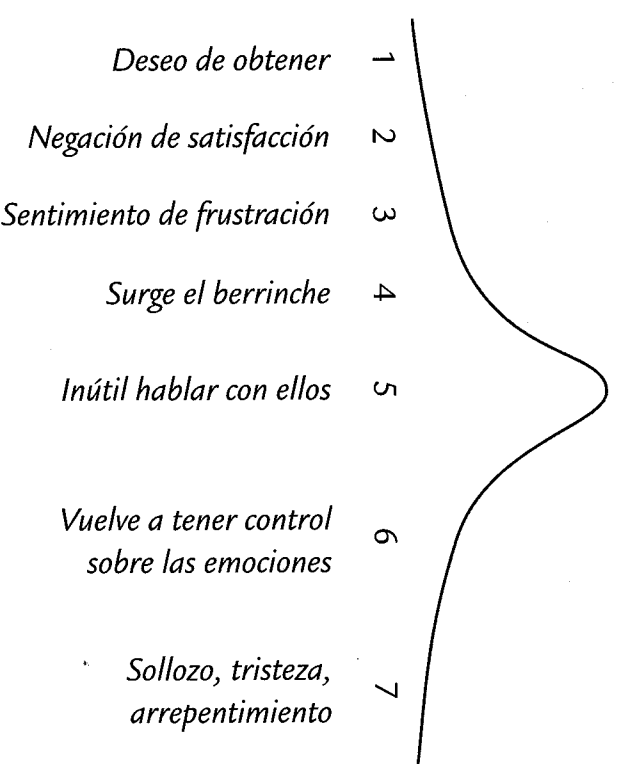 Deseo de obtener 1
Negación de satisfacción 2
Sentimiento de frustración 3
Surge el berrinche 4
Inútil hablar con ellos 5
Vuelve a tener control 6
sobre las emociones
Sollozo, tristeza, 7
arrepentimiento